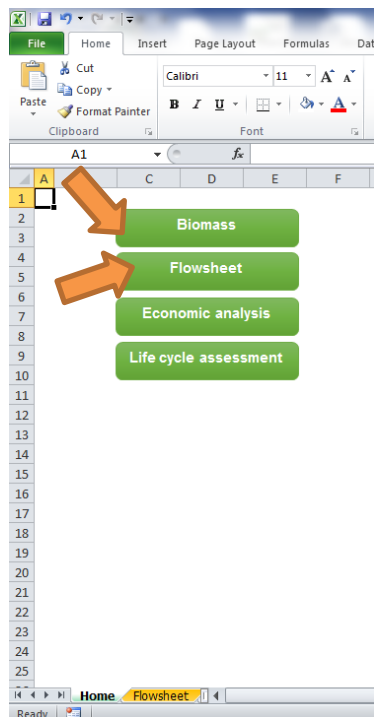 File Home Insert Page Layout Formulas Dat
Cut
Copy
Paste
Format Painter
Calibri 11 A A
B I U A
Clipboard Font
A1 fx
A C D E F
1
2
Biomass
3
4
Flowsheet
5
6
7 Economic analysis
8
9 Life cycle assessment
10
11
12
13
14
15
16
17
18
19
20
21
22
23
24
25
Home Flowsheet
Ready